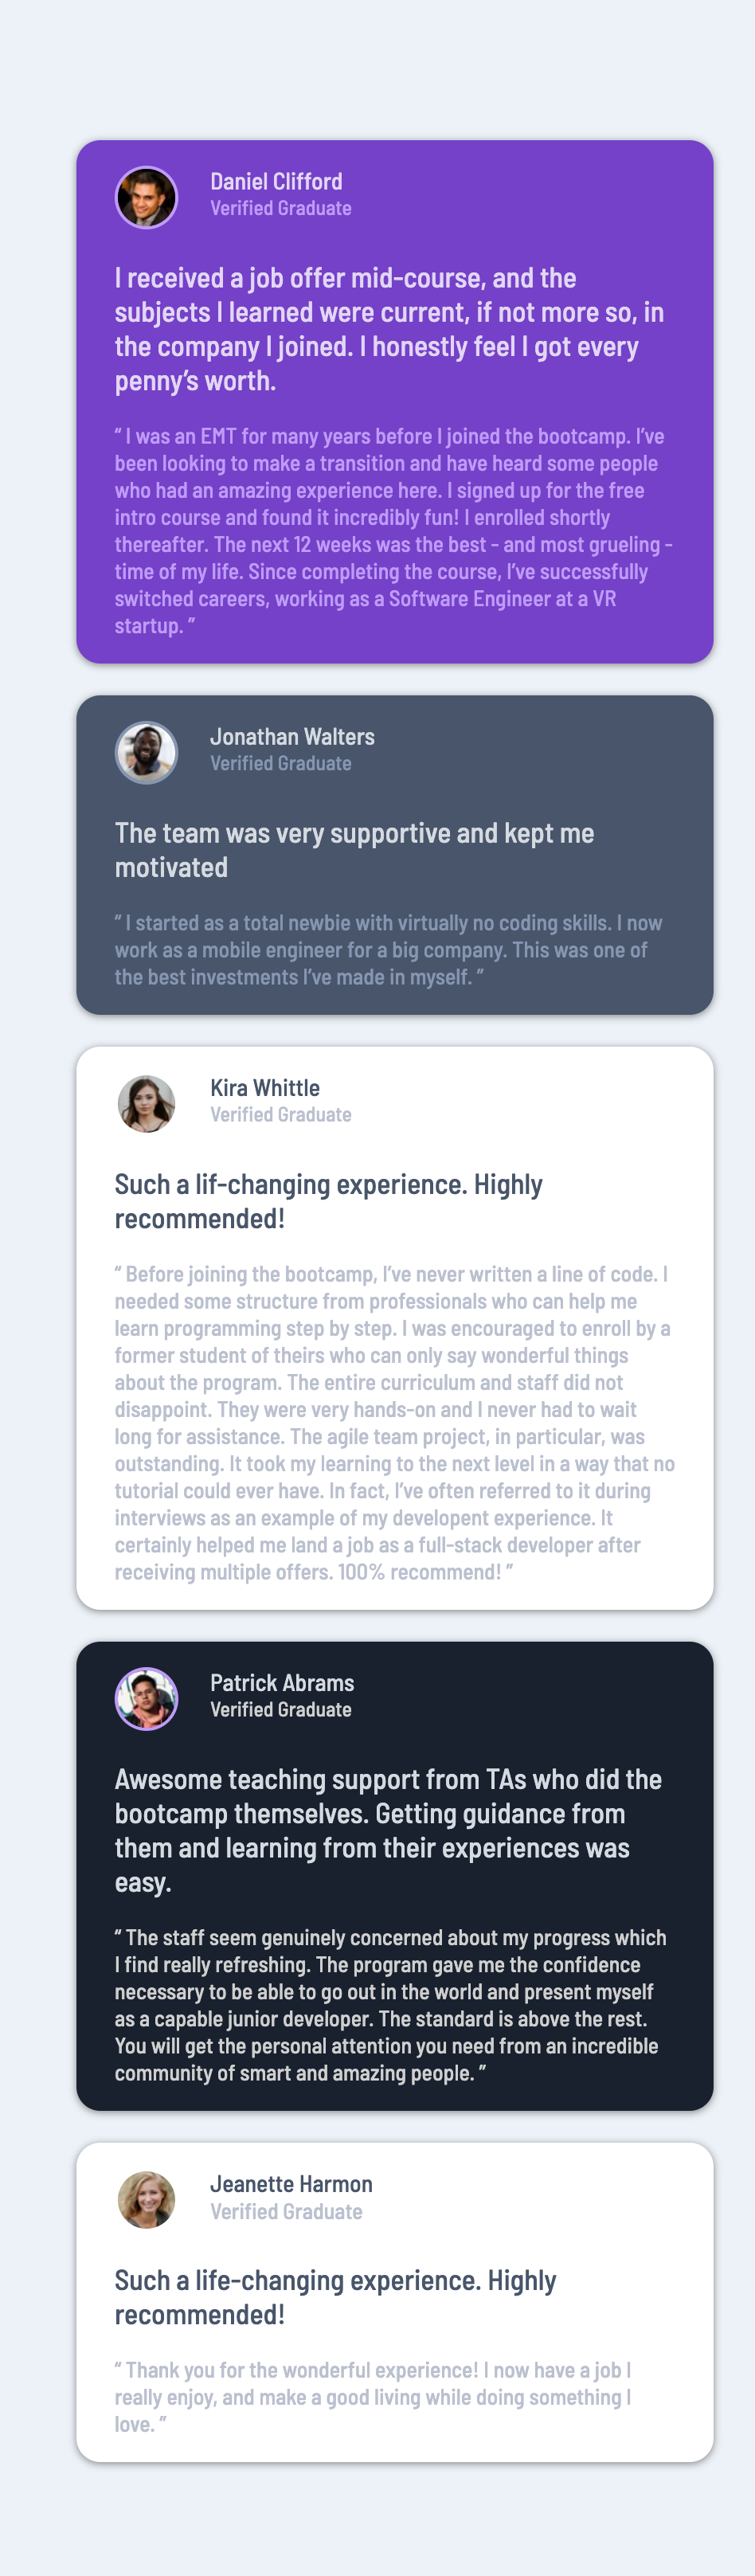 Daniel Clifford
Verified Graduate
I received a job offer mid-course, and the
subjects I learned were current, if not more so, in
the company I joined. I honestly feel I got every
penny’s worth.
“ I was an EMT for many years before I joined the bootcamp. I’ve
been looking to make a transition and have heard some people
who had an amazing experience here. I signed up for the free
intro course and found it incredibly fun! I enrolled shortly
thereafter. The next 12 weeks was the best - and most grueling -
time of my life. Since completing the course, I’ve successfully
switched careers, working as a Software Engineer at a VR
startup. ”
Jonathan Walters
Verified Graduate
The team was very supportive and kept me
motivated
“ I started as a total newbie with virtually no coding skills. I now
work as a mobile engineer for a big company. This was one of
the best investments I’ve made in myself. ”
Kira Whittle
Verified Graduate
Such a lif-changing experience. Highly
recommended!
“ Before joining the bootcamp, I’ve never written a line of code. I
needed some structure from professionals who can help me
learn programming step by step. I was encouraged to enroll by a
former student of theirs who can only say wonderful things
about the program. The entire curriculum and staff did not
disappoint. They were very hands-on and I never had to wait
long for assistance. The agile team project, in particular, was
outstanding. It took my learning to the next level in a way that no
tutorial could ever have. In fact, I’ve often referred to it during
interviews as an example of my developent experience. It
certainly helped me land a job as a full-stack developer after
receiving multiple offers. 100% recommend! ”
Patrick Abrams
Verified Graduate
Awesome teaching support from TAs who did the
bootcamp themselves. Getting guidance from
them and learning from their experiences was
easy.
“ The staff seem genuinely concerned about my progress which
I find really refreshing. The program gave me the confidence
necessary to be able to go out in the world and present myself
as a capable junior developer. The standard is above the rest.
You will get the personal attention you need from an incredible
community of smart and amazing people. ”
Jeanette Harmon
Verified Graduate
Such a life-changing experience. Highly
recommended!
“ Thank you for the wonderful experience! I now have a job I
really enjoy, and make a good living while doing something I
love. ”